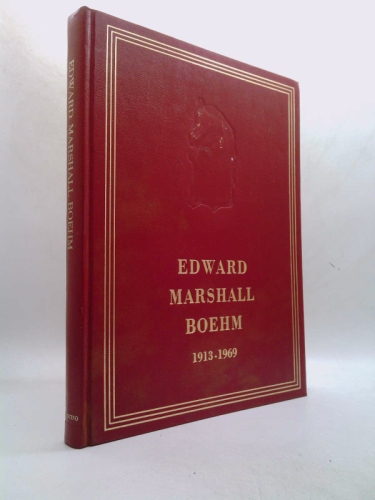 EDWARD MARSHALL BOEHM
EDWARD
MARSHALL
BOEHM
1913-1969